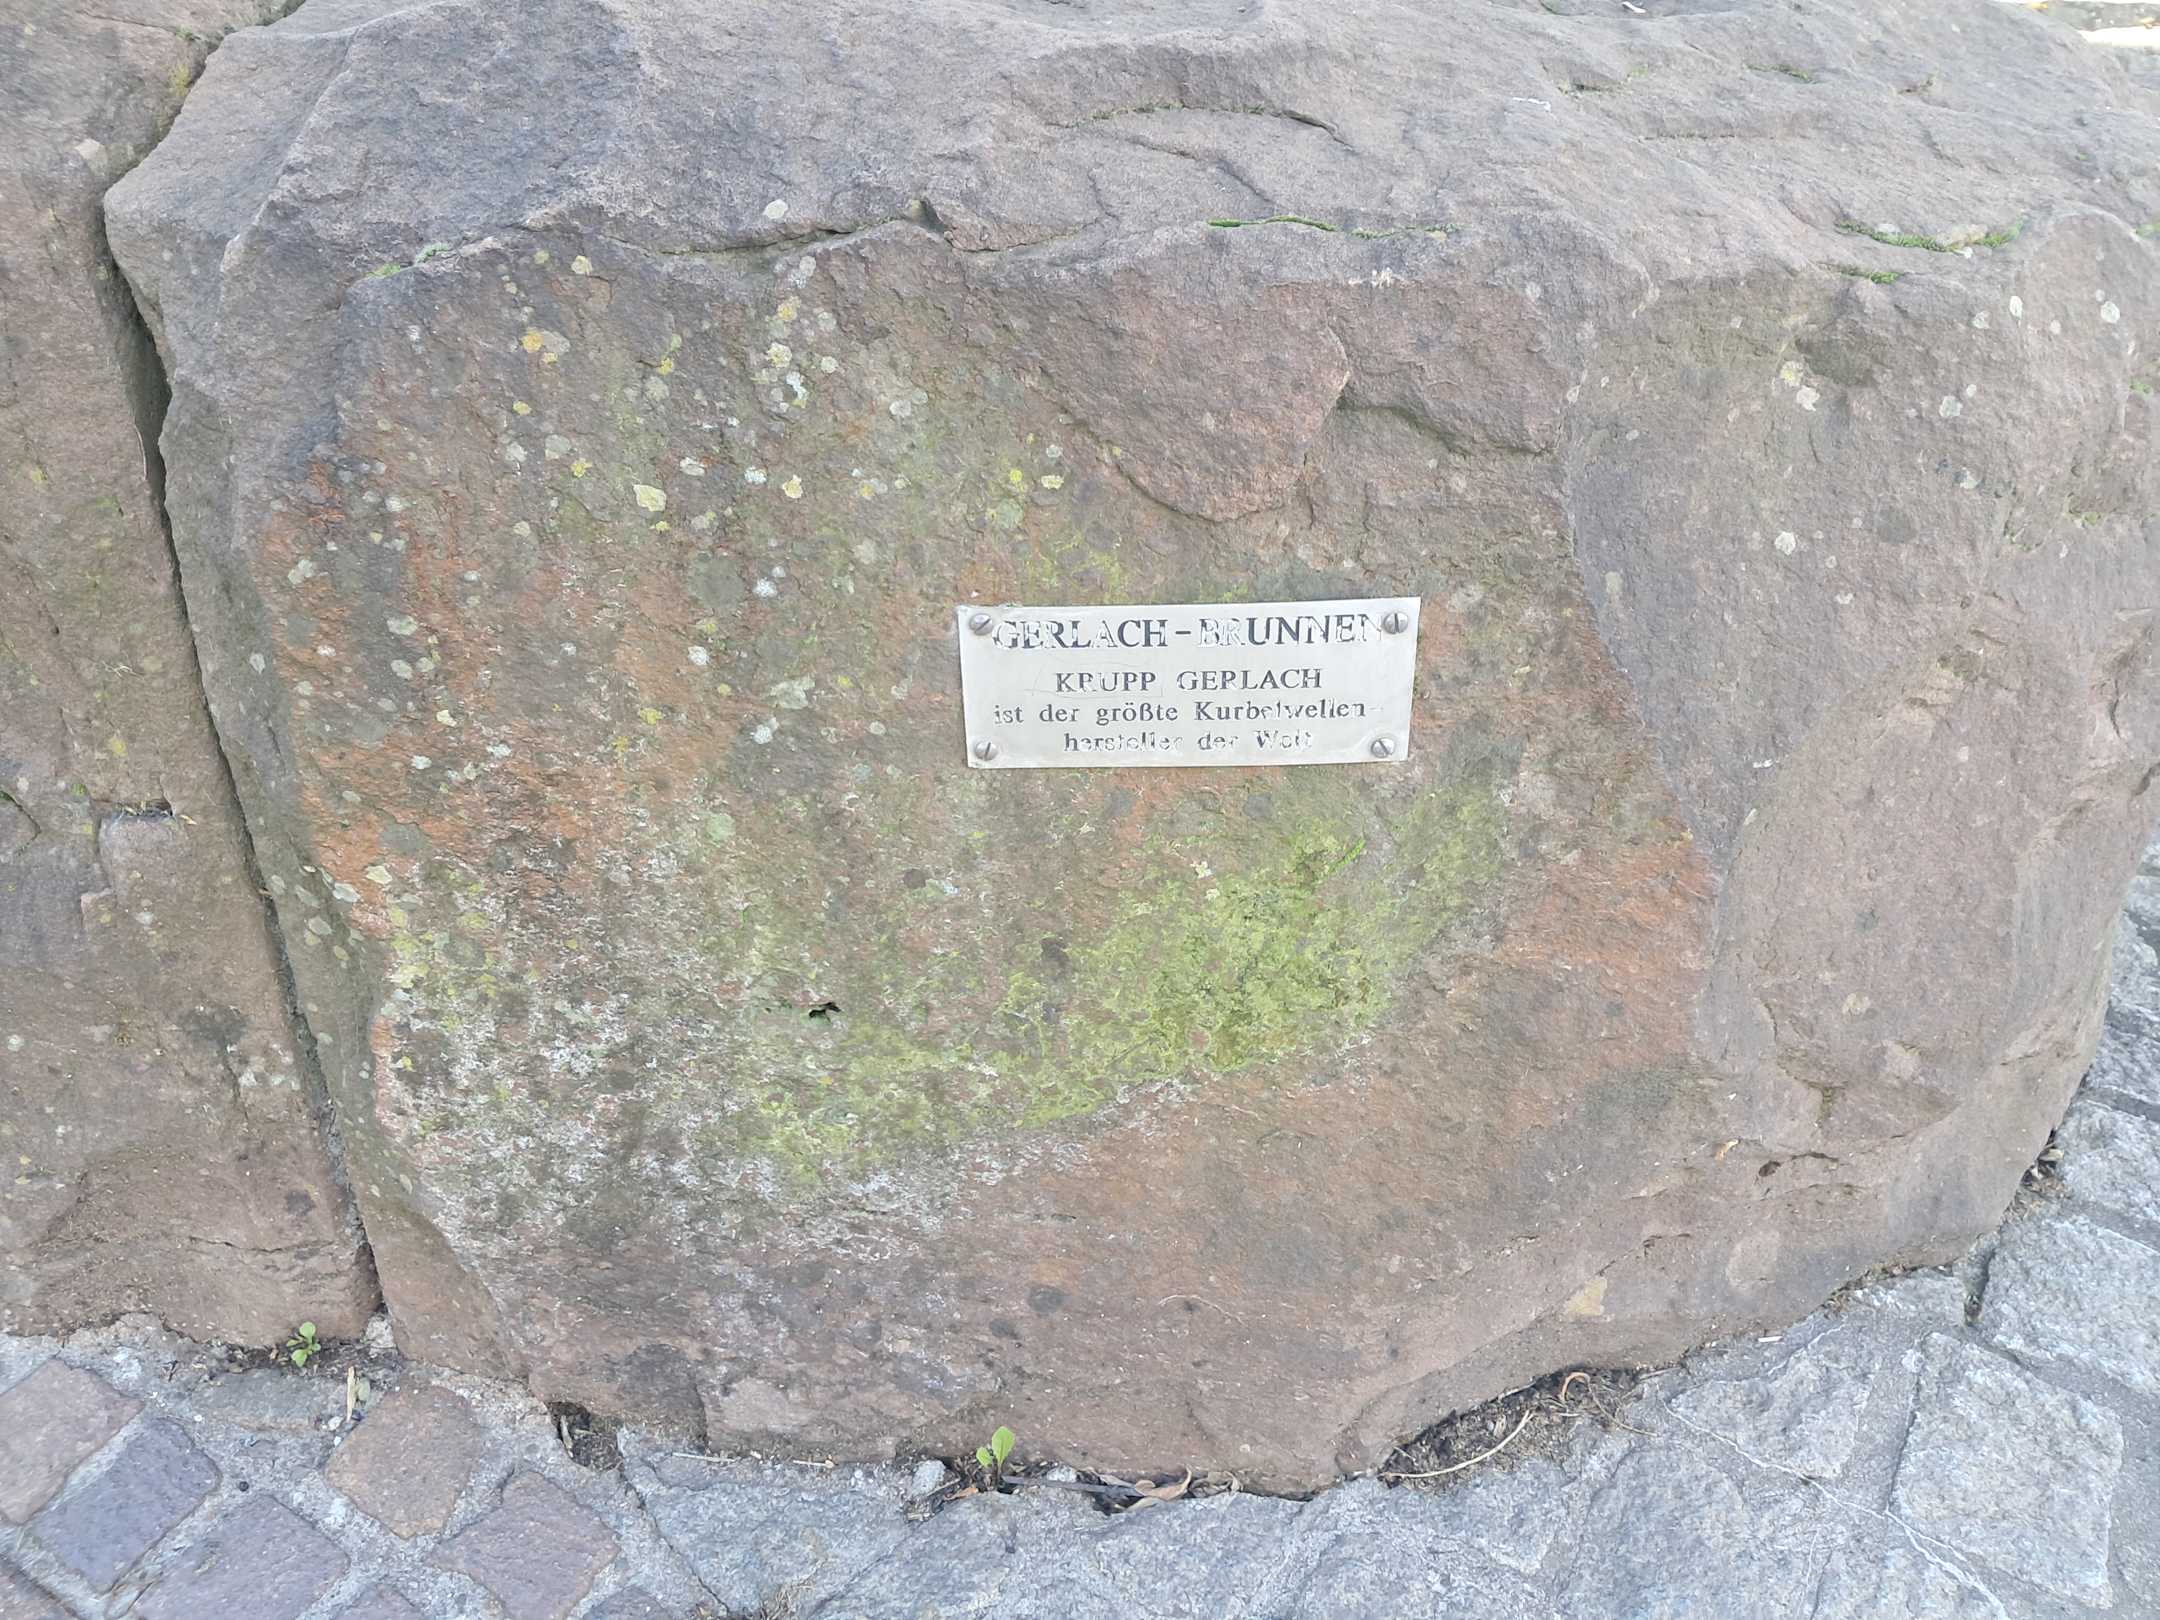 GERLACH-BRUNNEN
KRUPP GERLACH
ist der größte Kurbelwellen-
hersteller der Welt